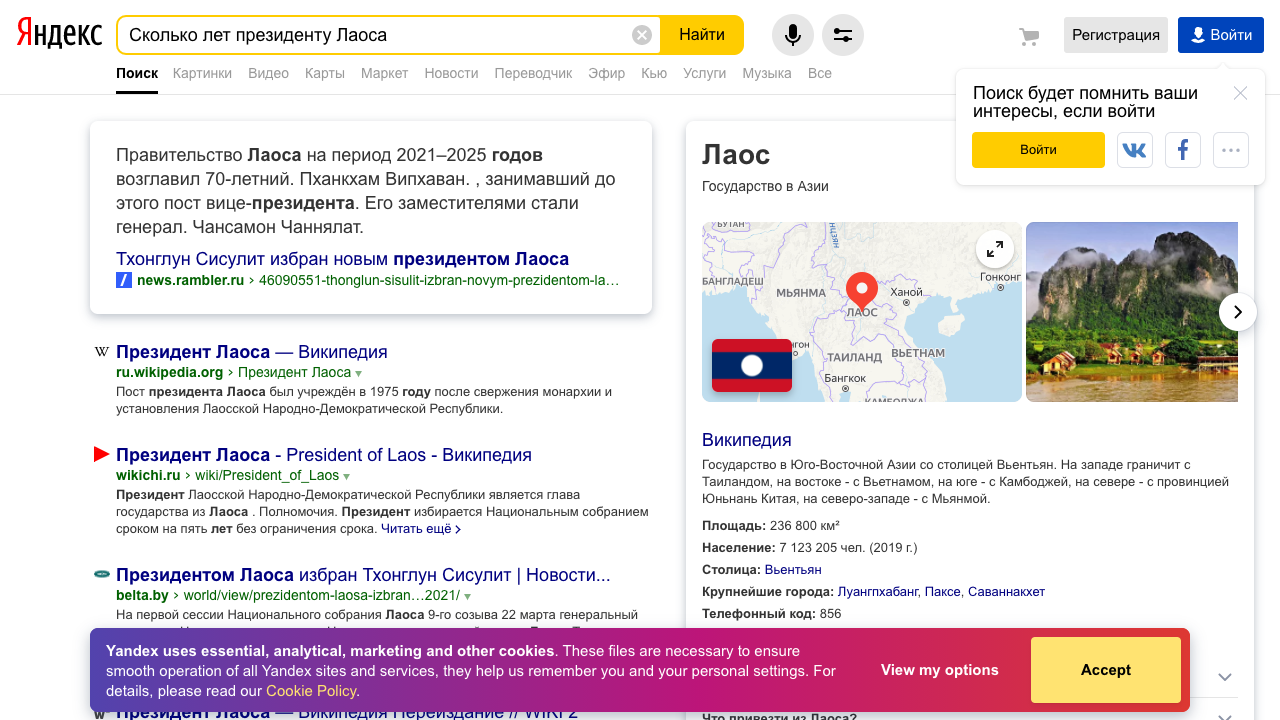 Яндекс
Сколько лет президенту Лаоса
Найти
Регистрация
Войти
Поиск Картинки Видео Карты Маркет Новости Переводчик Эфир Кью Услуги Музыка Все
Поиск будет помнить ваши
интересы, если войти
Войти
Правительство Лаоса на период 2021–2025 годов
возглавил 70-летний. Пханкхам Випхаван. , занимавший до
этого пост вице-президента. Его заместителями стали
генерал. Чансамон Чаннялат.
Тхонглун Сисулит избран новым президентом Лаоса
news.rambler.ru › 46090551-thonglun-sisulit-izbran-novym-prezidentom-la…
Президент Лаоса — Википедия
ru.wikipedia.org › Президент Лаоса
Пост президента Лаоса был учреждён в 1975 году после свержения монархии и
установления Лаосской Народно-Демократической Республики.
Президент Лаоса - President of Laos - Википедия
wikichi.ru › wiki/President_of_Laos
Президент Лаосской Народно-Демократической Республики является глава
государства из Лаоса . Полномочия. Президент избирается Национальным собранием
сроком на пять лет без ограничения срока. Читать ещё ›
Президентом Лаоса избран Тхонглун Сисулит | Новости...
belta.by › world/view/prezidentom-laosa-izbran…2021/
На первой сессии Национального собрания Лаоса 9-го созыва 22 марта генеральный
Президент Лаоса — Википедия Переиздание // WIKI 2
Лаос
Государство в Азии
БУТАН
БАНГЛАДЕШ
МЬЯНМА
Ханой
Гонконг
ЛАОС
нгон
ТАИЛАНД
ВЬЕТНАМ
Бангкок
КАМБОДЖА
Википедия
Государство в Юго-Восточной Азии со столицей Вьентьян. На западе граничит с
Таиландом, на востоке - с Вьетнамом, на юге - с Камбоджей, на севере - с провинцией
Юньнань Китая, на северо-западе - с Мьянмой.
Площадь: 236 800 км²
Население: 7 123 205 чел. (2019 г.)
Столица: Вьентьян
Крупнейшие города: Луангпхабанг, Паксе, Саваннакхет
Телефонный код: 856
Что привезти из Лаоса?
Yandex uses essential, analytical, marketing and other cookies. These files are necessary to ensure
smooth operation of all Yandex sites and services, they help us remember you and your personal settings. For
details, please read our Cookie Policy.
View my options
Accept